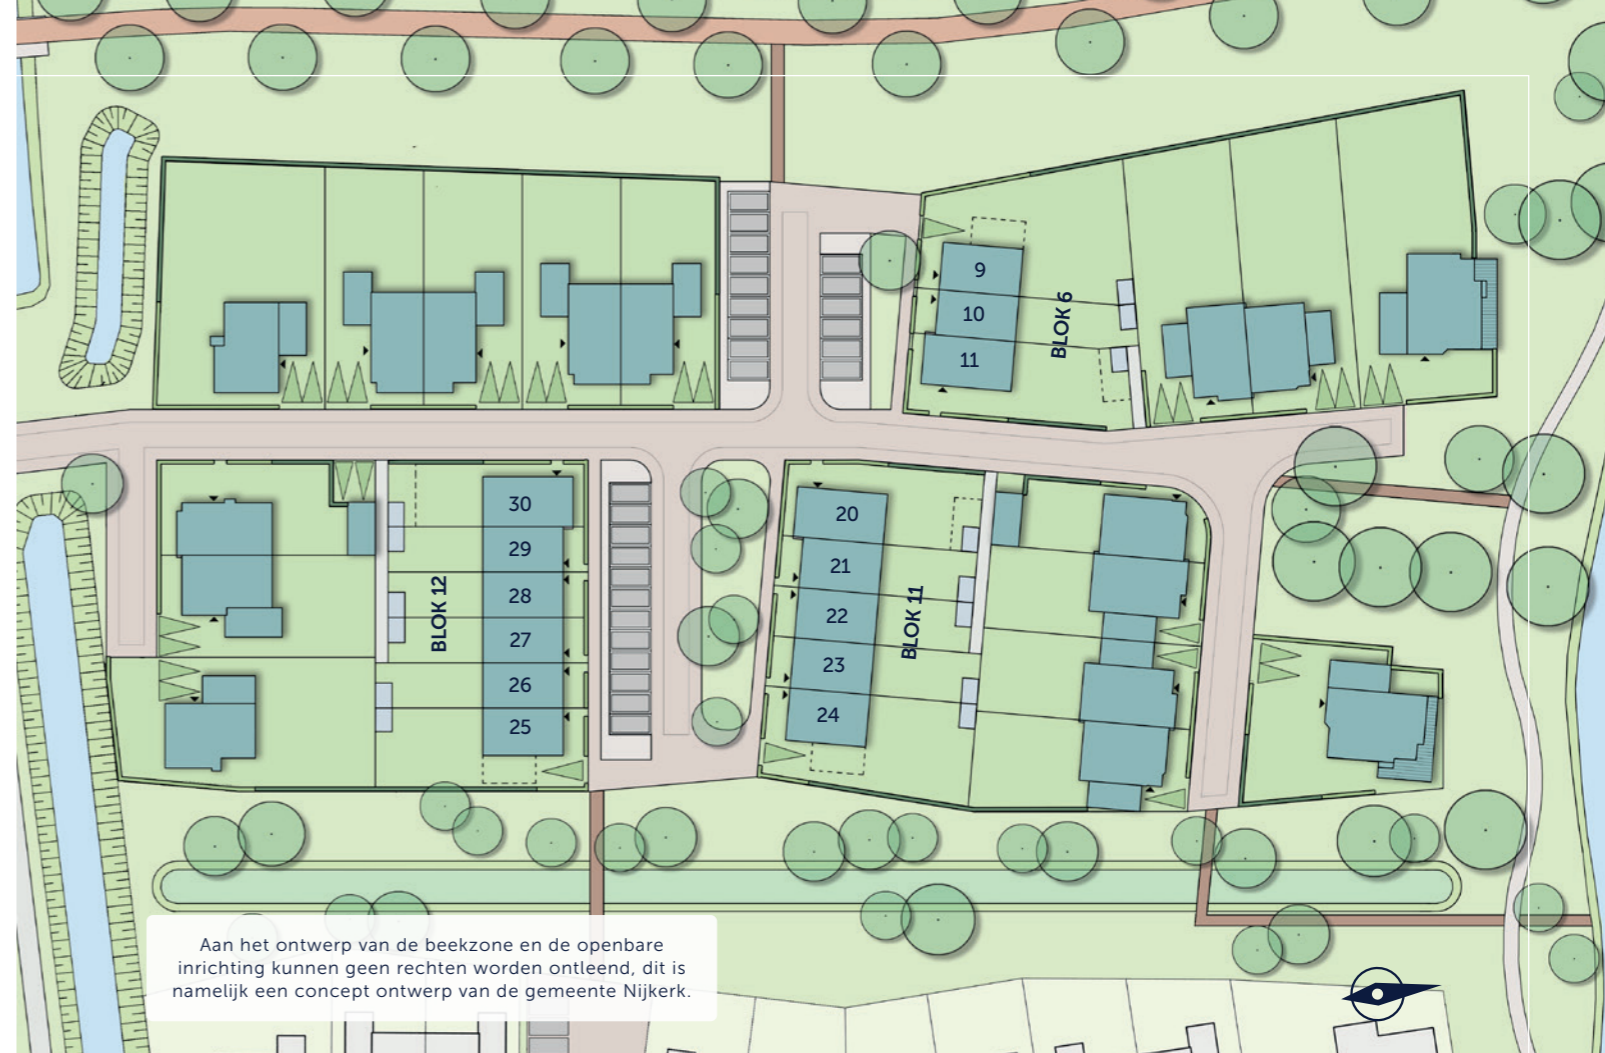 9
10
11
BLOK 6
30
29
28
27
26
25
BLOK 12
20
21
22
23
24
BLOK 11
Aan het ontwerp van de beekzone en de openbare
inrichting kunnen geen rechten worden ontleend, dit is
namelijk een concept ontwerp van de gemeente Nijkerk.